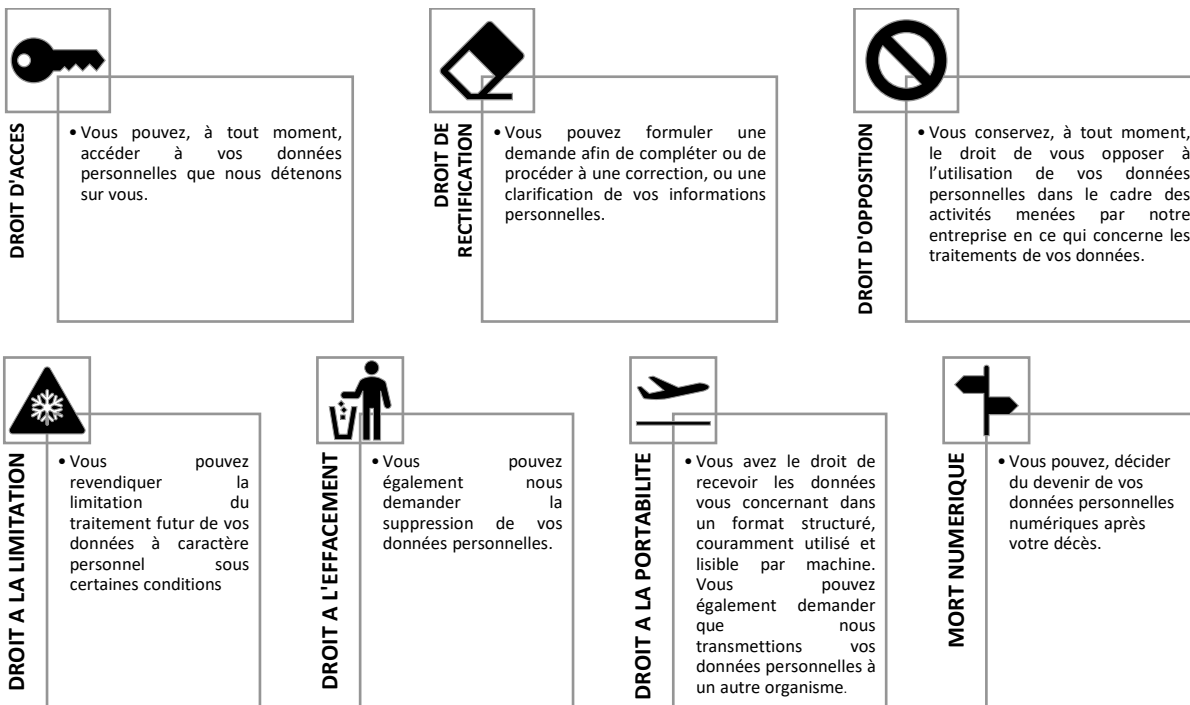 DROIT D'ACCES
• Vous pouvez, à tout moment,
accéder à vos données
personnelles que nous détenons
sur vous.
DROIT DE
RECTIFICATION
• Vous pouvez formuler une
demande afin de compléter ou de
procéder à une correction, ou une
clarification de vos informations
personnelles.
DROIT D'OPPOSITION
• Vous conservez, à tout moment,
le droit de vous opposer à
l’utilisation de vos données
personnelles dans le cadre des
activités menées par notre
entreprise en ce qui concerne les
traitements de vos données.
DROIT A LA LIMITATION
• Vous pouvez
revendiquer la
limitation du
traitement futur de vos
données à caractère
personnel sous
certaines conditions
DROIT A L'EFFACEMENT
• Vous pouvez
également nous
demander la
suppression de vos
données personnelles.
DROIT A LA PORTABILITE
• Vous avez le droit de
recevoir les données
vous concernant dans
un format structuré,
couramment utilisé et
lisible par machine.
Vous pouvez
également demander
que nous
transmettions vos
données personnelles à
un autre organisme.
MORT NUMERIQUE
• Vous pouvez, décider
du devenir de vos
données personnelles
numériques après
votre décès.